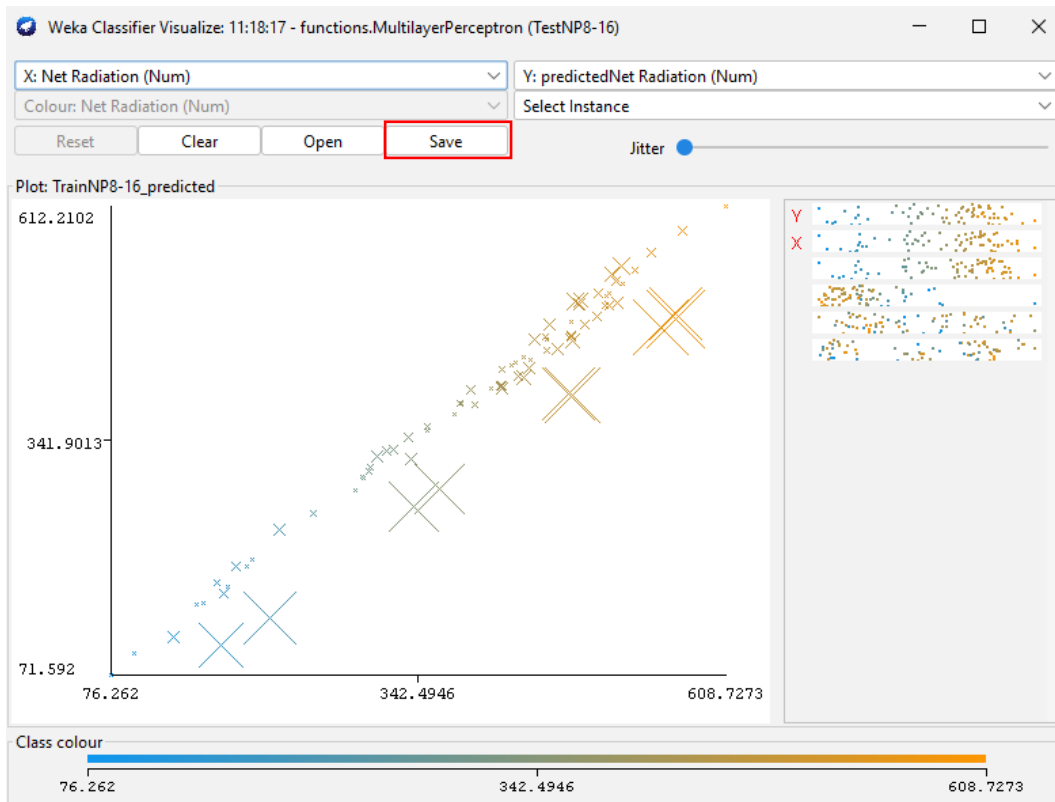 Weka Classifier Visualize: 11:18:17 - functions.MultilayerPerceptron (TestNP8-16)
X: Net Radiation (Num)
Y: predictedNet Radiation (Num)
Colour: Net Radiation (Num)
Select Instance
Reset
Clear
Open
Save
Jitter
Plot: TrainNP8-16_predicted
612.2102
341.9013
71.592
76.262
342.4946
608.7273
Y
X
Class colour
76.262
342.4946
608.7273